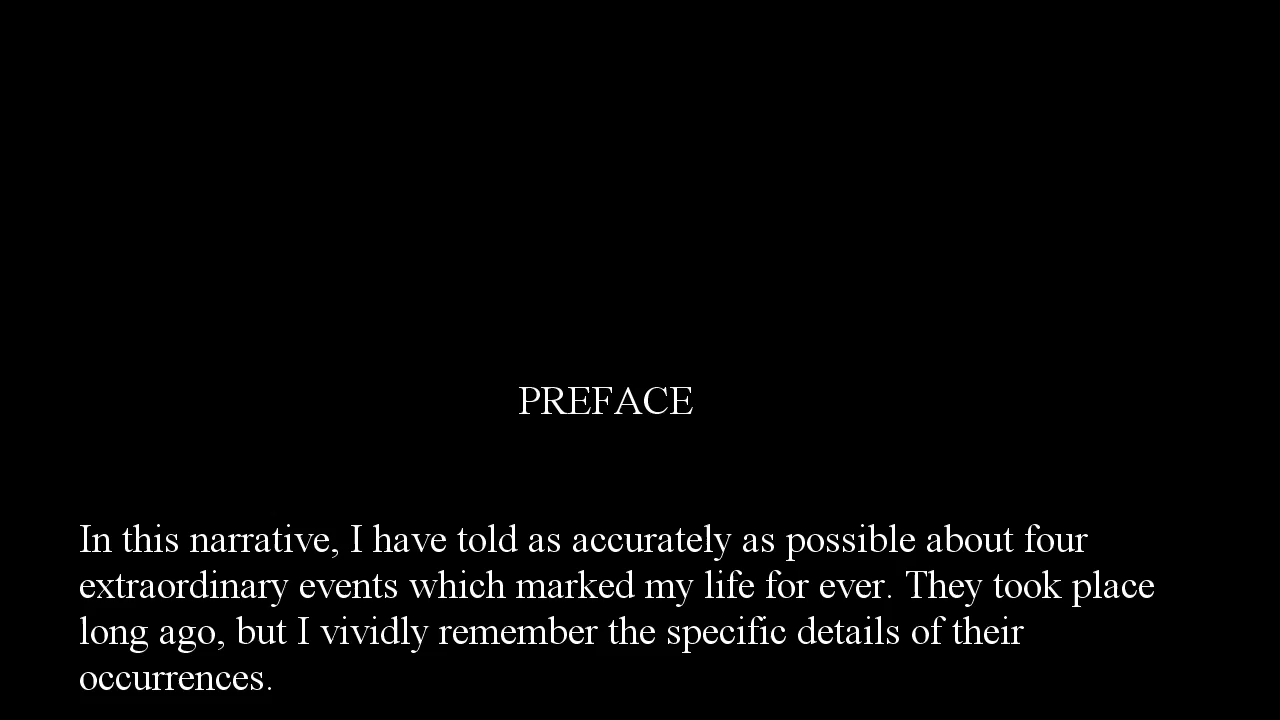 PREFACE
In this narrative, I have told as accurately as possible about four
extraordinary events which marked my life for ever. They took place
long ago, but I vividly remember the specific details of their
occurrences.